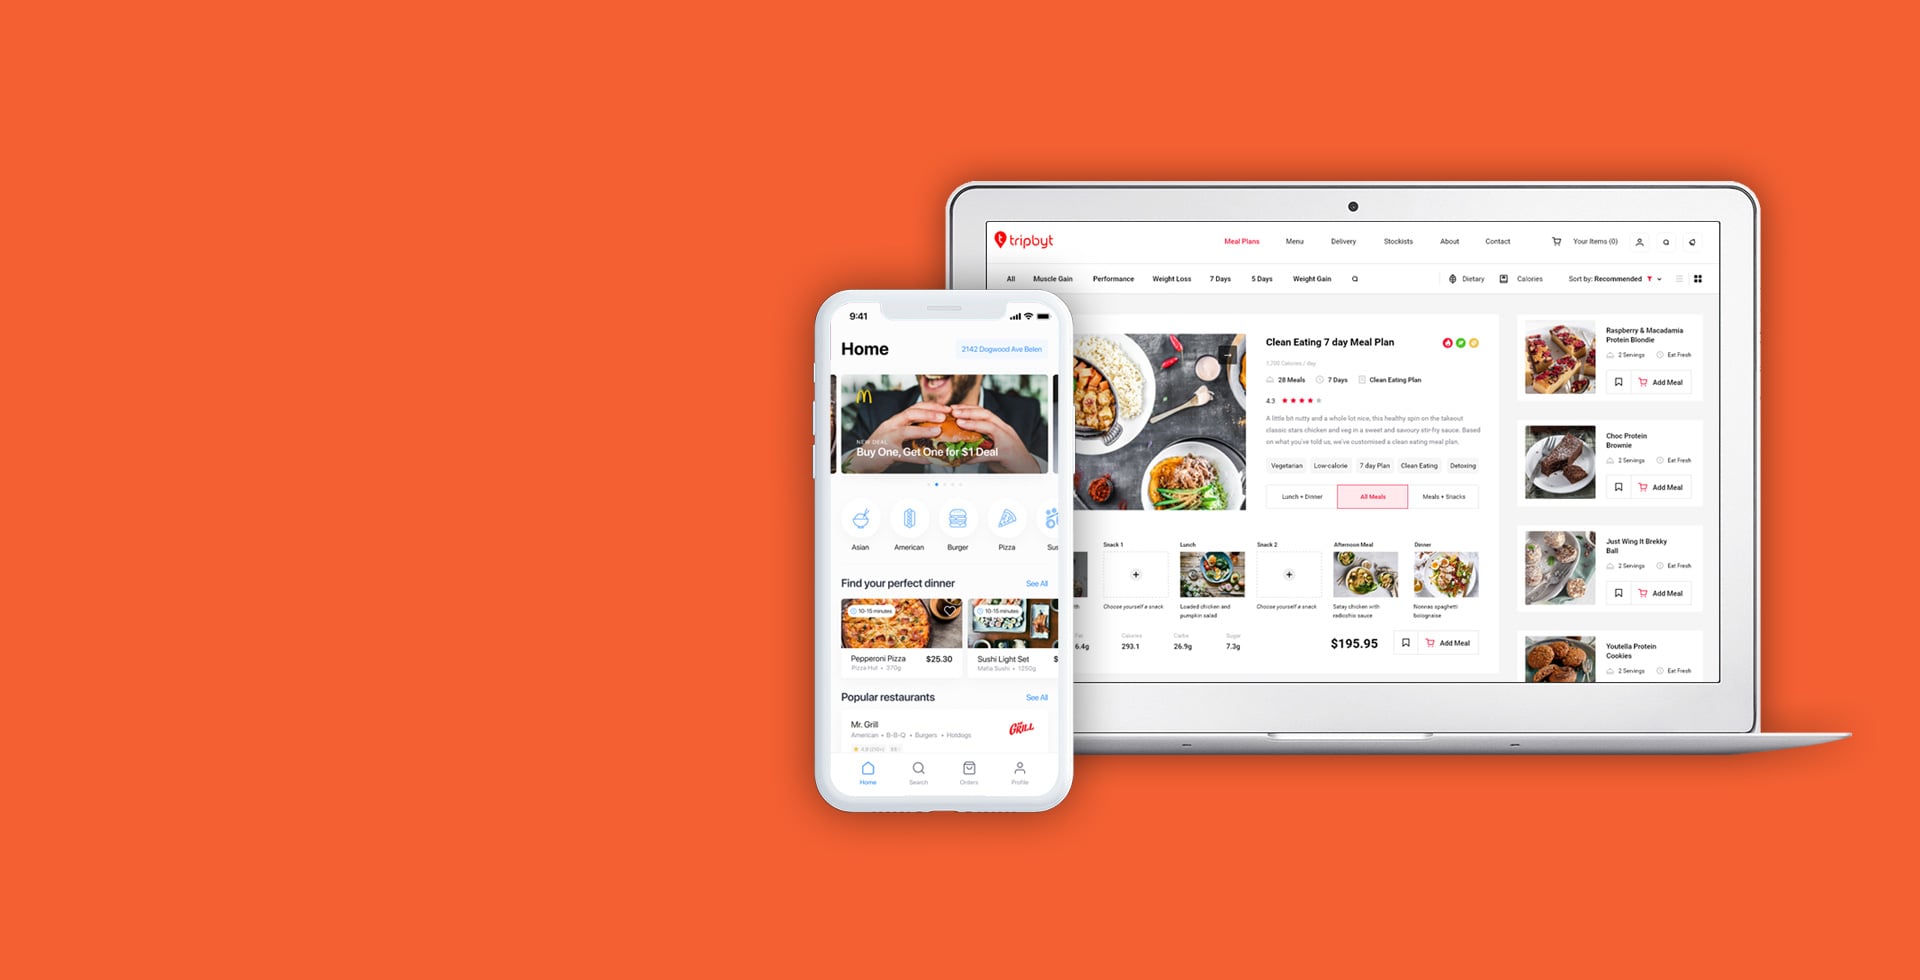 tripbyt
Meal Plans Menu Delivery Stockists About Contact Your Items (0)
All Muscle Gain Performance Weight Loss 7 Days 5 Days Weight Gain Dietary Calories Sort by: Recommended
Clean Eating 7 day Meal Plan
1,700 Calories / day
28 Meals 7 Days Clean Eating Plan
4.3
A little bit nutty and a whole lot nice, this healthy spin on the takeout
classic stars chicken and veg in a sweet and savoury stir-fry sauce. Based
on what you've told us, we've customised a clean eating meal plan.
Vegetarian Low-calorie 7 day Plan Clean Eating Detoxing
Lunch + Dinner All Meals Meals + Snacks
Snack 1 Lunch Snack 2 Afternoon Meal Dinner
Choose yourself a snack
Loaded chicken and
pumpkin salad
Choose yourself a snack
Satay chicken with
radicchio sauce
Nonnas spaghetti
bolognaise
Fat Calories Carbs Sugar
6.4g 293.1 26.9g 7.3g
$195.95 Add Meal
Raspberry & Macadamia
Protein Blondie
2 Servings Eat Fresh
Add Meal
Choc Protein
Brownie
2 Servings Eat Fresh
Add Meal
Just Wing It Brekky
Ball
2 Servings Eat Fresh
Add Meal
Youtella Protein
Cookies
2 Servings Eat Fresh
9:41
Home 2142 Dogwood Ave Belen
NEW DEAL
Buy One, Get One for $1 Deal
Asian American Burger Pizza Sus
Find your perfect dinner See All
10-15 minutes 10-15 minutes
Pepperoni Pizza $25.30 Sushi Light Set $
Pizza Hut • 370g Malia Sushi • 1250g
Popular restaurants See All
Mr. Grill
American • B-B-Q • Burgers • Hotdogs
GRILL
Home Search Orders Profile